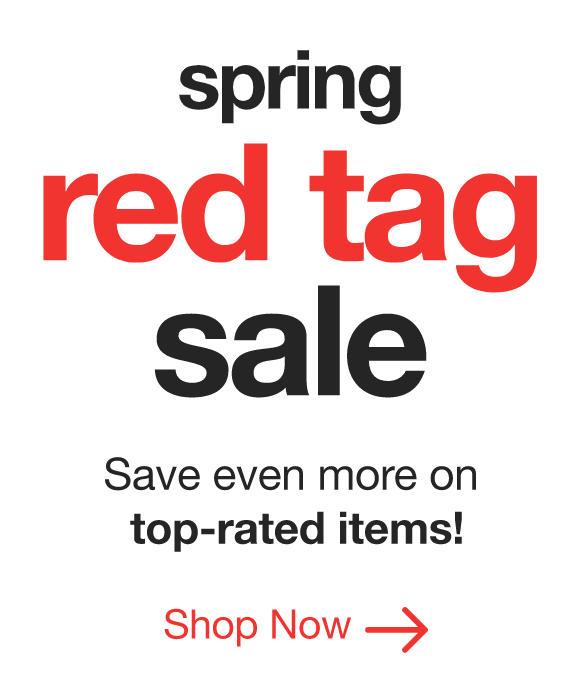 spring
red tag
sale
Save even more on
top-rated items!
Shop Now